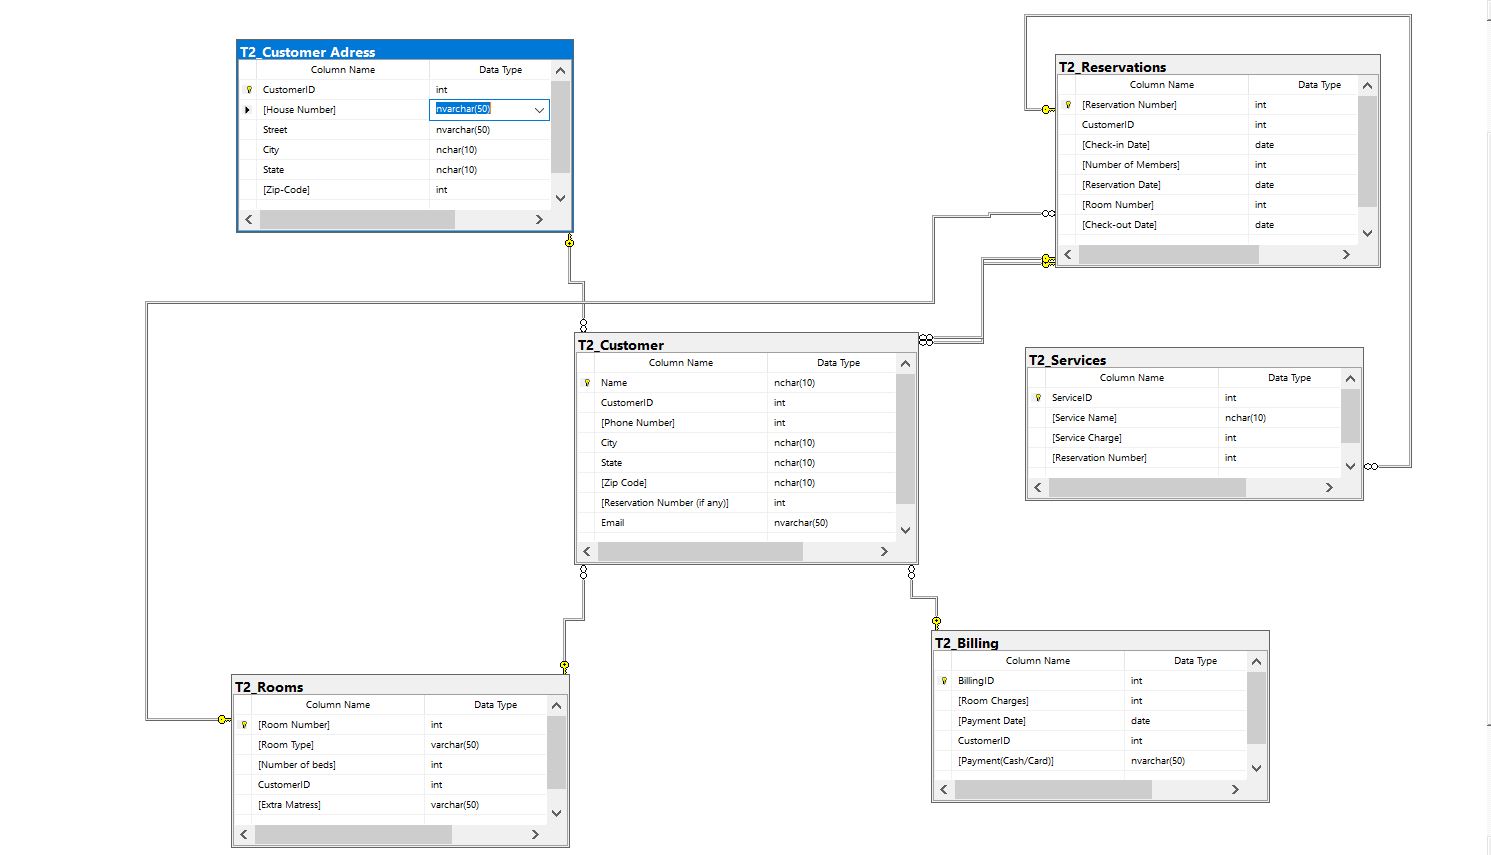 T2_Customer Adress
Column Name Data Type
CustomerID int
[House Number] nvarchar(50)
Street nvarchar(50)
City nchar(10)
State nchar(10)
[Zip-Code] int
T2_Reservations
Column Name Data Type
[Reservation Number] int
CustomerID int
[Check-in Date] date
[Number of Members] int
[Reservation Date] date
[Room Number] int
[Check-out Date] date
T2_Customer
Column Name Data Type
Name nchar(10)
CustomerID int
[Phone Number] int
City nchar(10)
State nchar(10)
[Zip Code] nchar(10)
[Reservation Number (if any)] int
Email nvarchar(50)
T2_Services
Column Name Data Type
ServiceID int
[Service Name] nchar(10)
[Service Charge] int
[Reservation Number] int
T2_Rooms
Column Name Data Type
[Room Number] int
[Room Type] varchar(50)
[Number of beds] int
CustomerID int
[Extra Matress] varchar(50)
T2_Billing
Column Name Data Type
BillingID int
[Room Charges] int
[Payment Date] date
CustomerID int
[Payment(Cash/Card)] nvarchar(50)